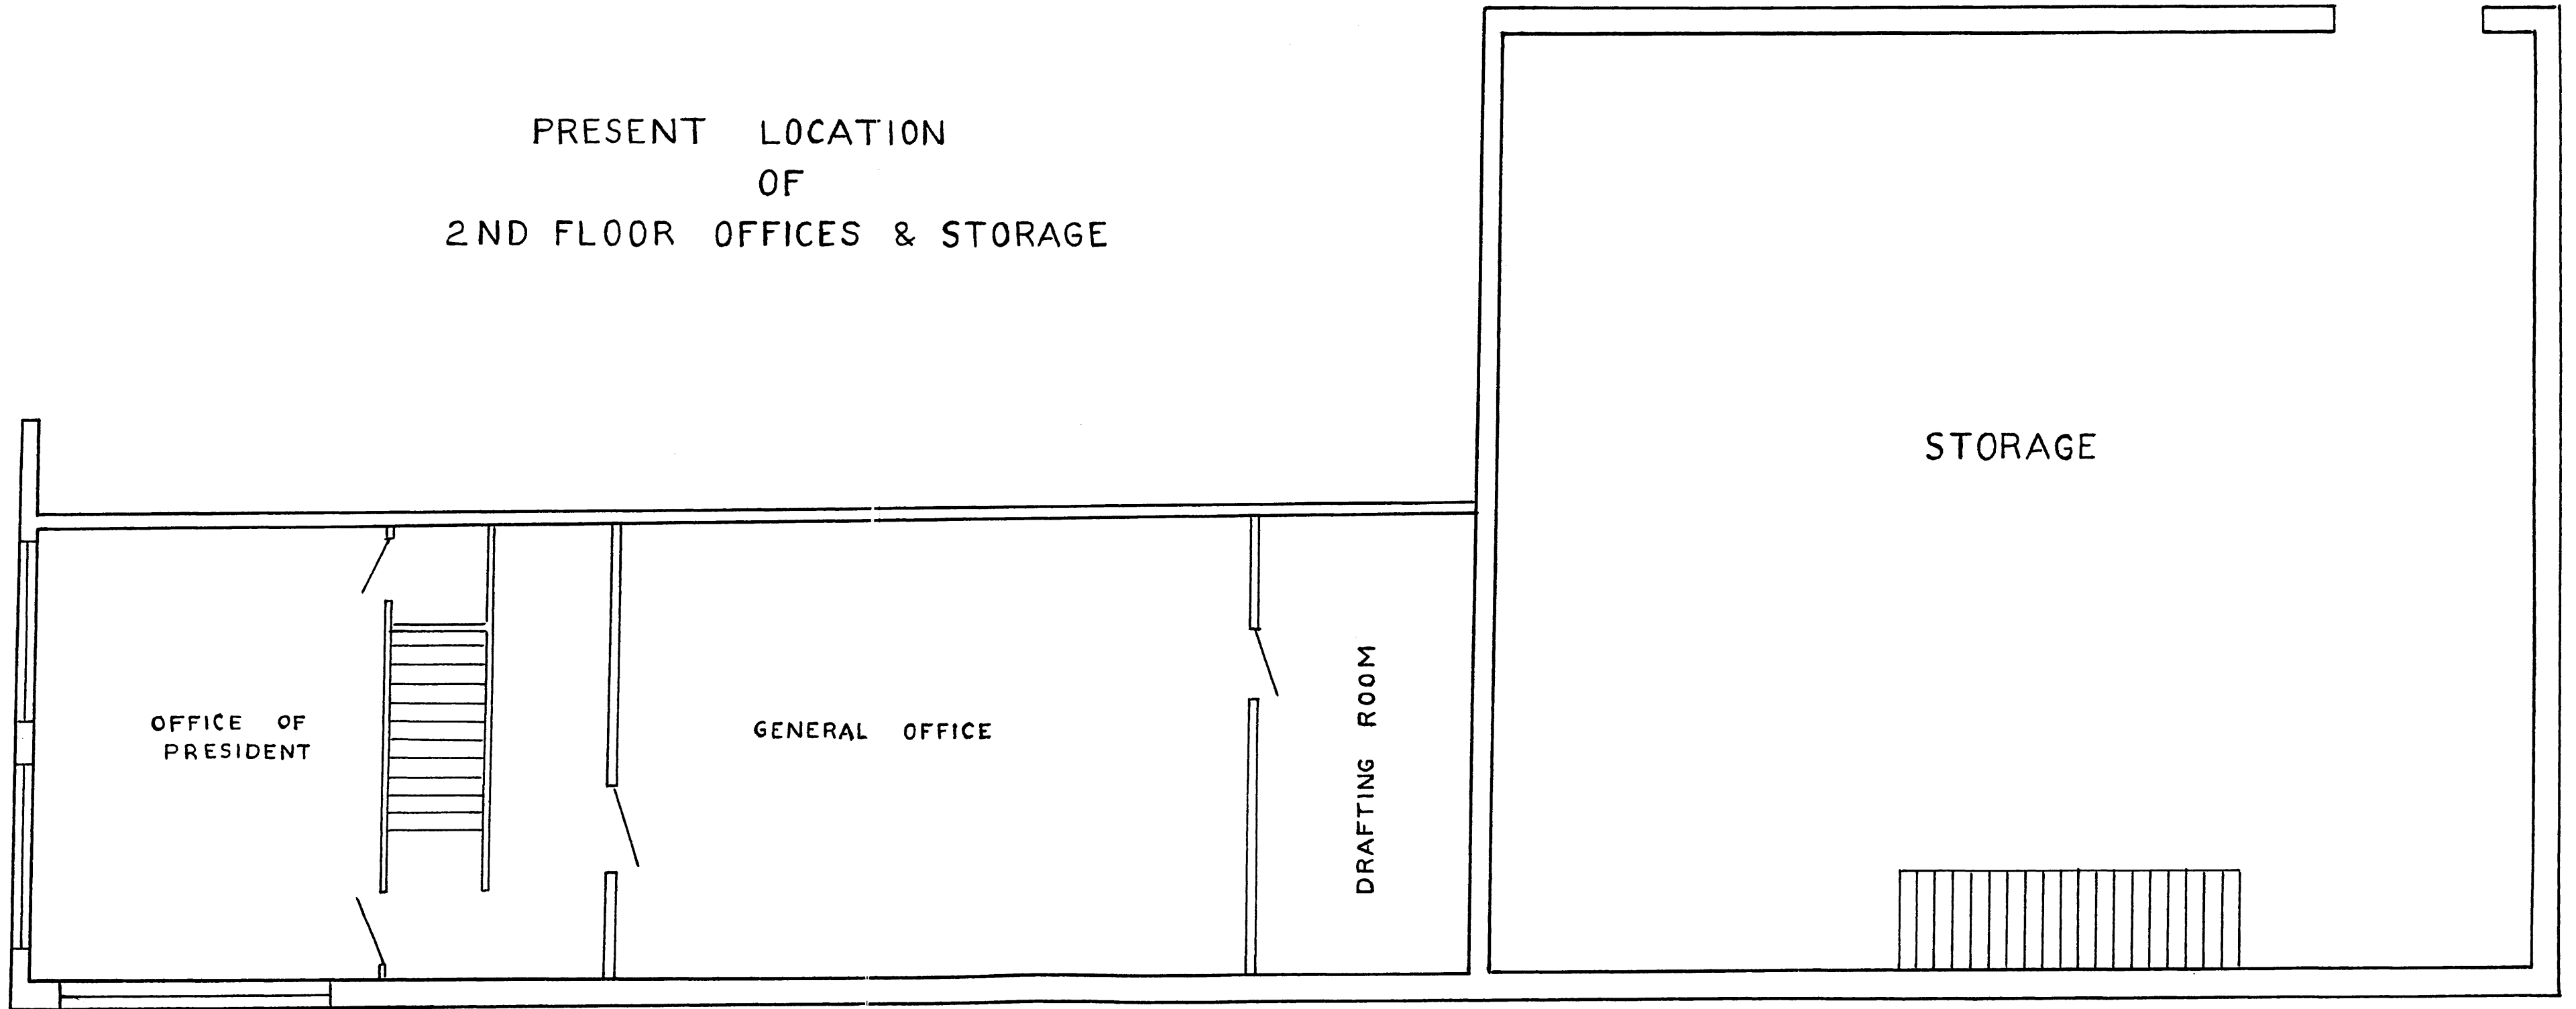 PRESENT LOCATION
OF
2ND FLOOR OFFICES & STORAGE
STORAGE
OFFICE OF
PRESIDENT
GENERAL OFFICE
DRAFTING ROOM